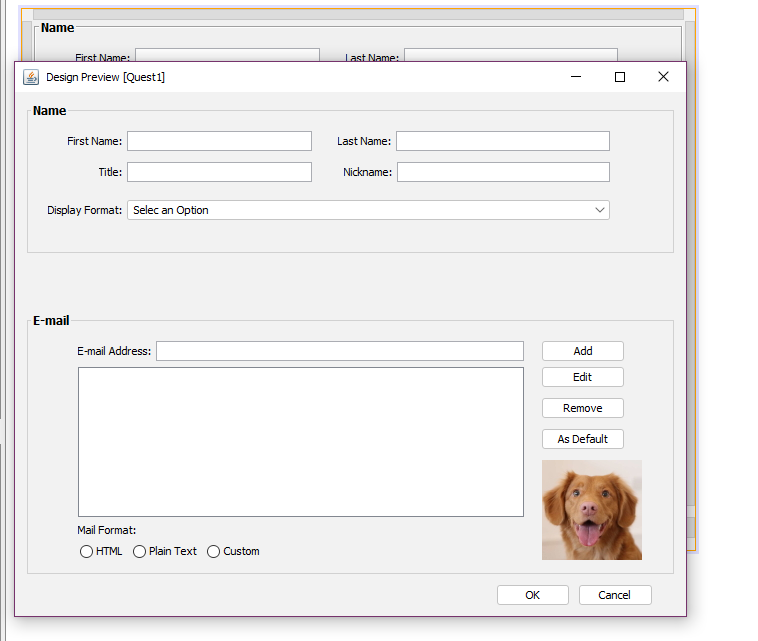 Name
First Name:
Last Name:
Design Preview [Quest1]
Name
First Name:
Last Name:
Title:
Nickname:
Display Format:
Selec an Option
E-mail
E-mail Address:
Add
Edit
Remove
As Default
Mail Format:
HTML
Plain Text
Custom
OK
Cancel